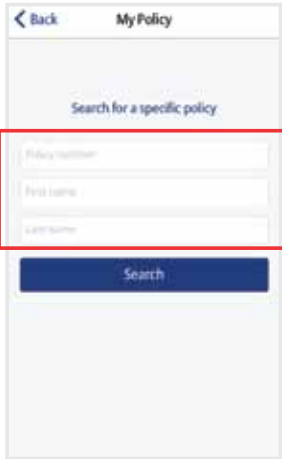 Back My Policy
Search for a specific policy
Policy number
First name
Last name
Search